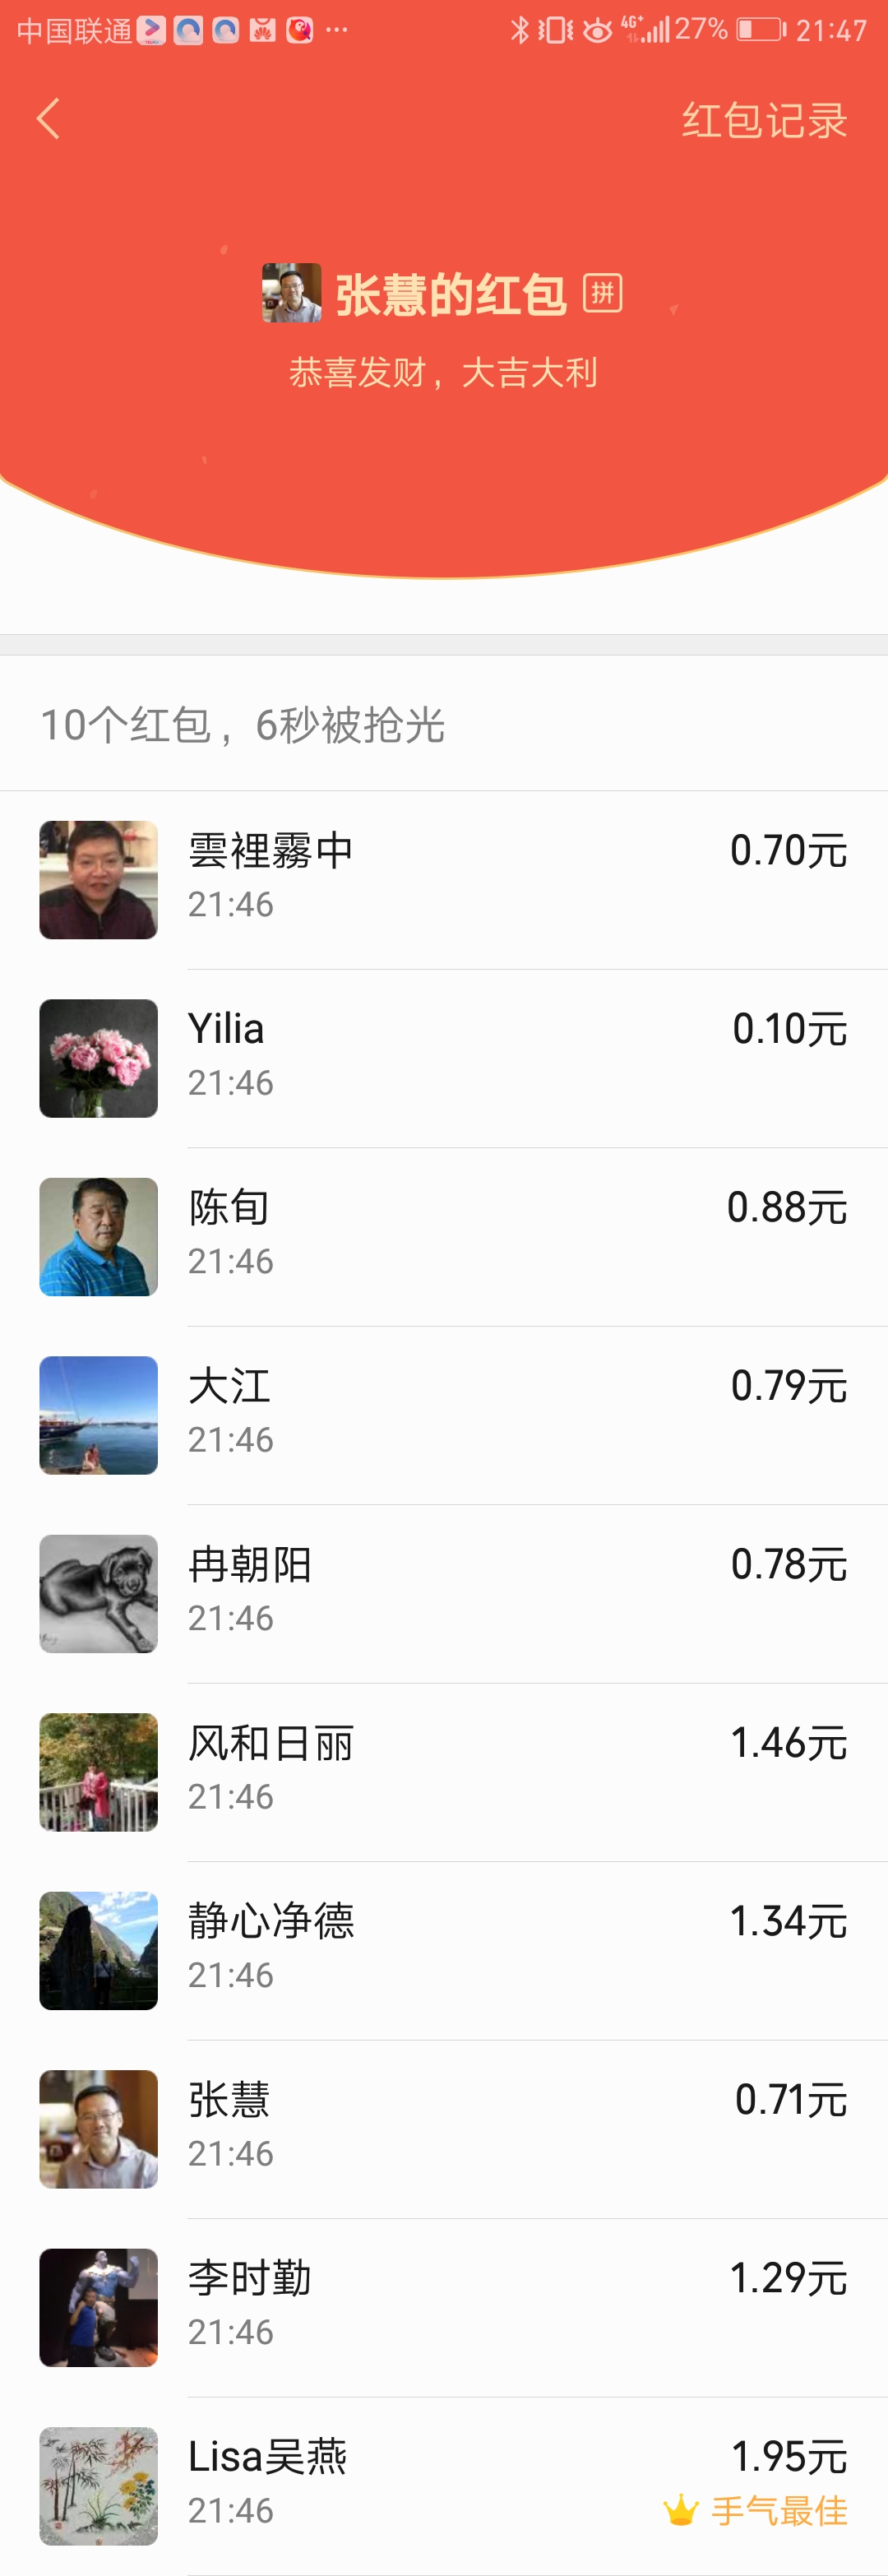 中国联通 ... 4G+ 27% 21:47
红包记录
张慧的红包 拼
恭喜发财，大吉大利
10个红包，6秒被抢光
雲裡霧中 0.70元
21:46
Yilia 0.10元
21:46
陈旬 0.88元
21:46
大江 0.79元
21:46
冉朝阳 0.78元
21:46
风和日丽 1.46元
21:46
静心净德 1.34元
21:46
张慧 0.71元
21:46
李时勤 1.29元
21:46
Lisa吴燕 1.95元
21:46 手气最佳